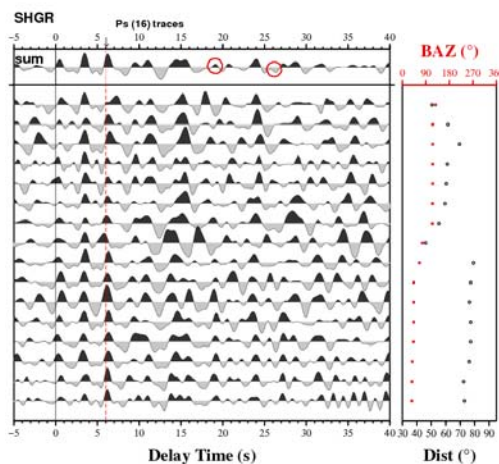 SHGR
Ps (16) traces
-5 0 5 10 15 20 25 30 35 40
BAZ (°)
0 90 180 270 36
sum
-5 0 5 10 15 20 25 30 35 40
30 40 50 60 70 80 90
Delay Time (s)
Dist (°)